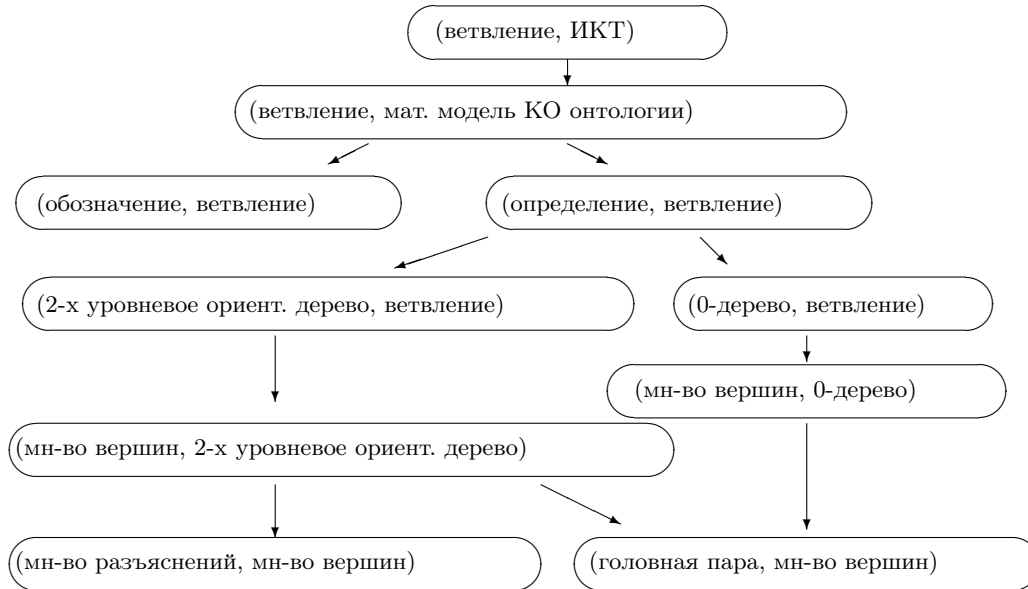 (ветвление, ИКТ)
(ветвление, мат. модель КО онтологии)
(обозначение, ветвление)
(определение, ветвление)
(2-х уровневое ориент. дерево, ветвление)
(0-дерево, ветвление)
(мн-во вершин, 0-дерево)
(мн-во вершин, 2-х уровневое ориент. дерево)
(мн-во разъяснений, мн-во вершин)
(головная пара, мн-во вершин)